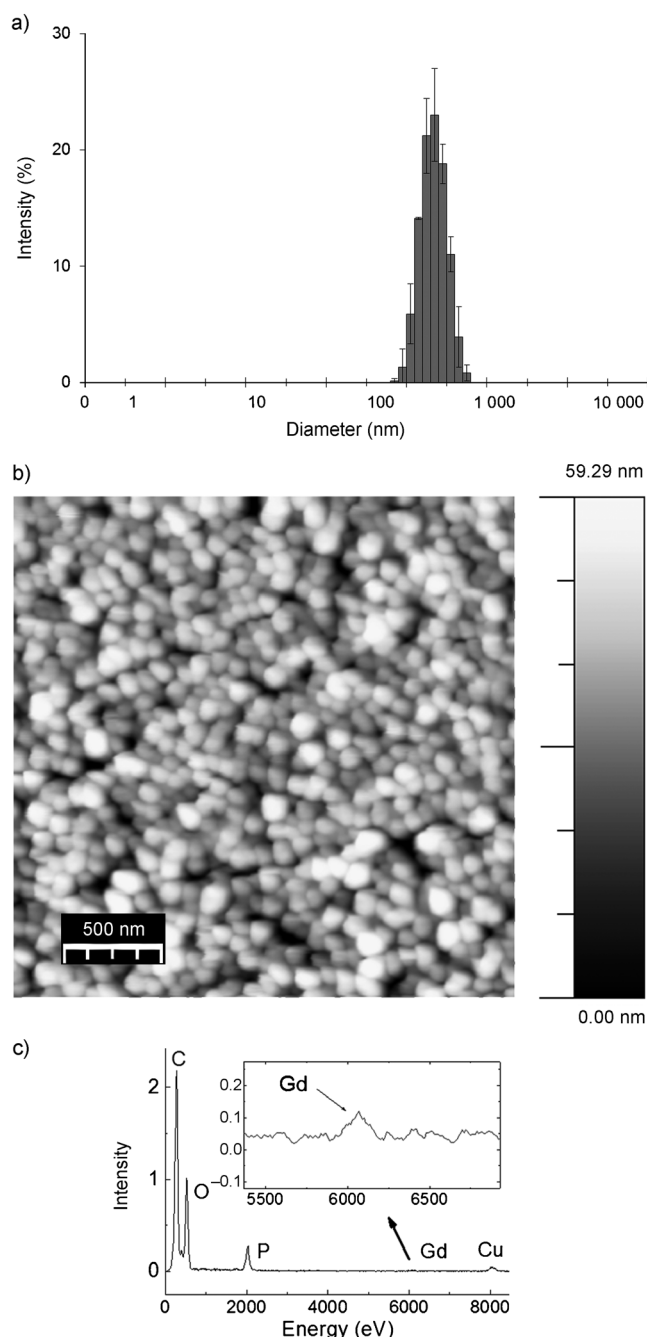 a)
30
20
10
0
Intensity (%)
0 1 10 100 1 000 10 000
Diameter (nm)
b)
59.29 nm
500 nm
0.00 nm
c)
C
O
P
Gd
Cu
2
1
0
Intensity
0 2000 4000 6000 8000
Energy (eV)
Gd
0.2
0.1
0.0
−0.1
5500 6000 6500